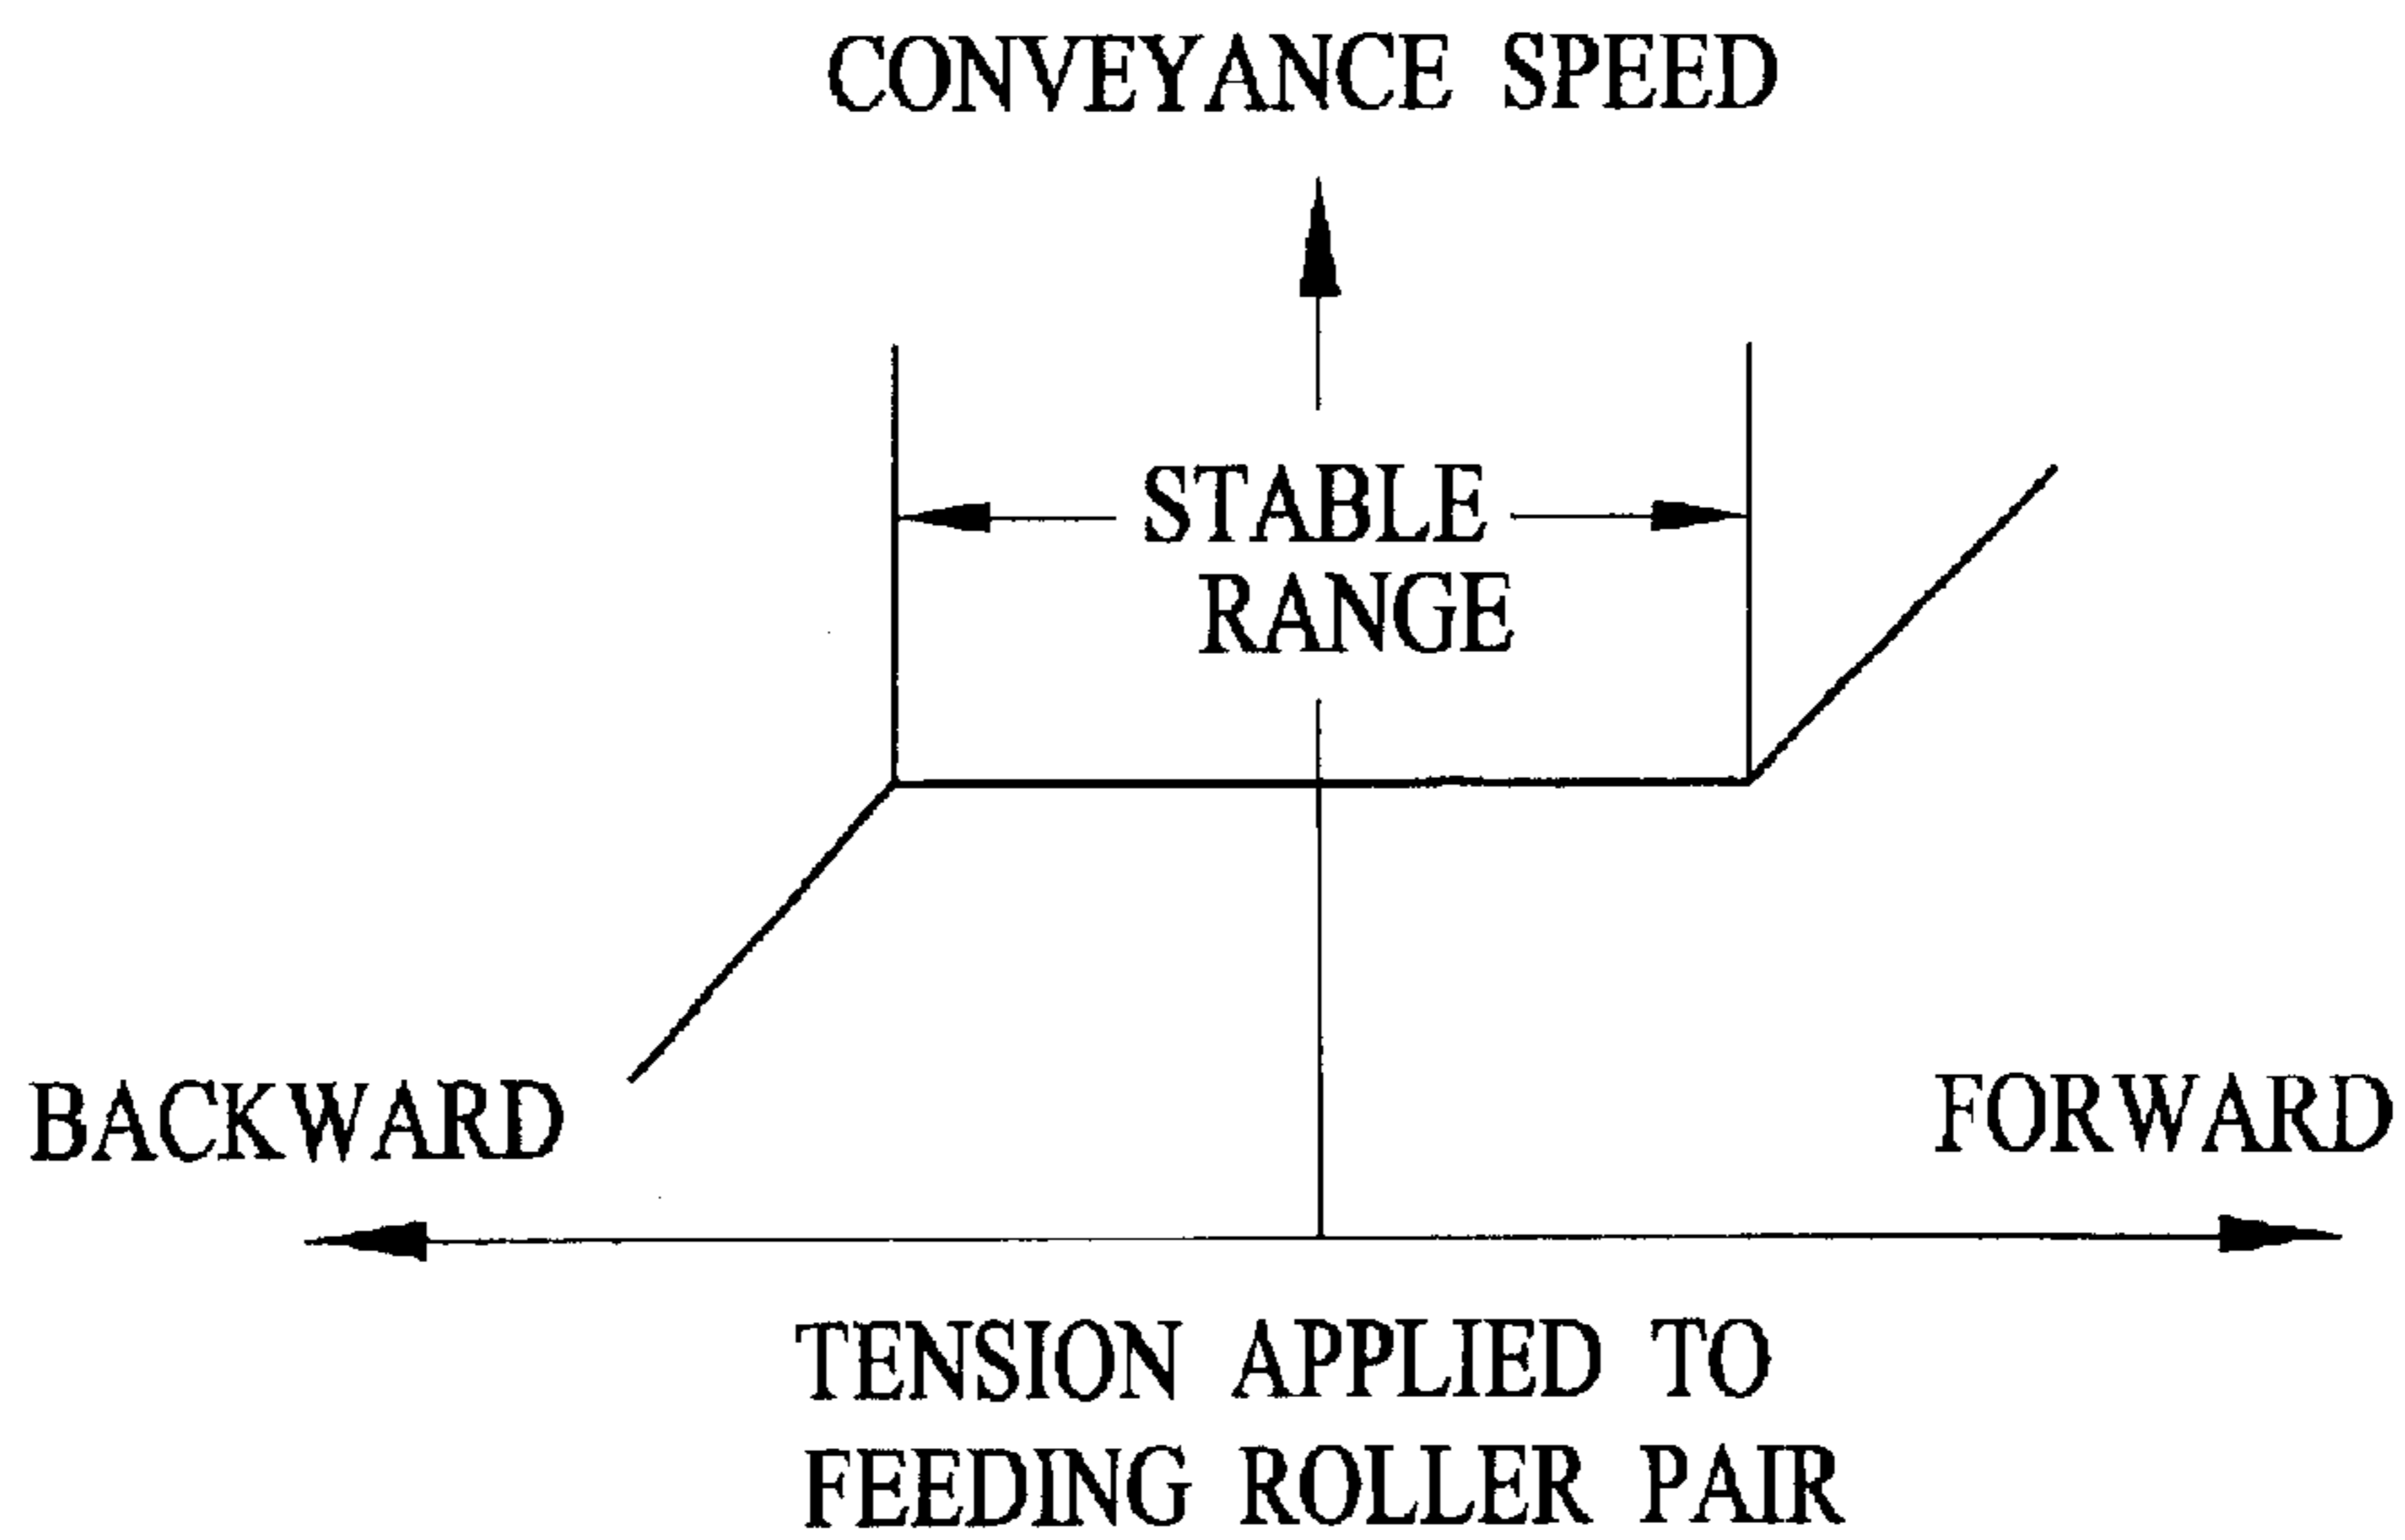 CONVEYANCE SPEED
STABLE
RANGE
BACKWARD
FORWARD
TENSION APPLIED TO
FEEDING ROLLER PAIR